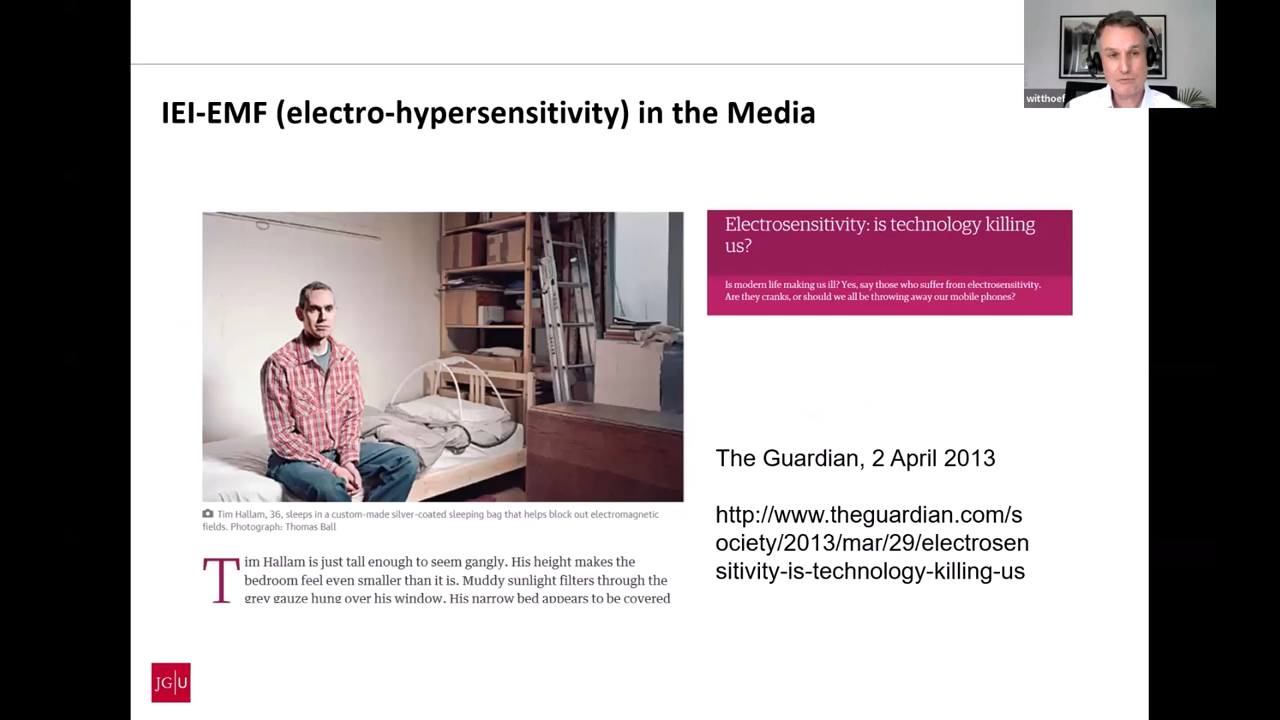 witthoef
IEI-EMF (electro-hypersensitivity) in the Media
Electrosensitivity: is technology killing
us?
Is modern life making us ill? Yes, say those who suffer from electrosensitivity.
Are they cranks, or should we all be throwing away our mobile phones?
Tim Hallam, 36, sleeps in a custom-made silver-coated sleeping bag that helps block out electromagnetic
fields. Photograph: Thomas Ball
Tim Hallam is just tall enough to seem gangly. His height makes the
bedroom feel even smaller than it is. Muddy sunlight filters through the
grey gauze hung over his window. His narrow bed appears to be covered
The Guardian, 2 April 2013
http://www.theguardian.com/s
ociety/2013/mar/29/electrosen
sitivity-is-technology-killing-us
JG|U